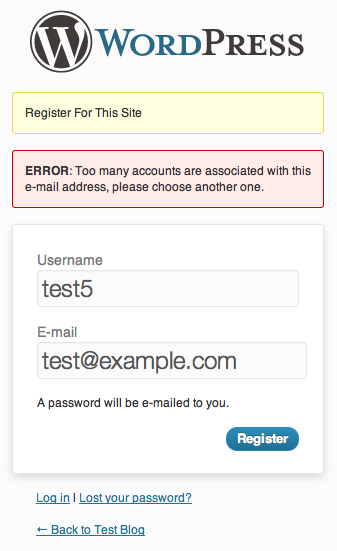 WORDPRESS
Register For This Site
ERROR: Too many accounts are associated with this
e-mail address, please choose another one.
Username
test5
E-mail
test@example.com
A password will be e-mailed to you.
Register
Log in | Lost your password?
← Back to Test Blog